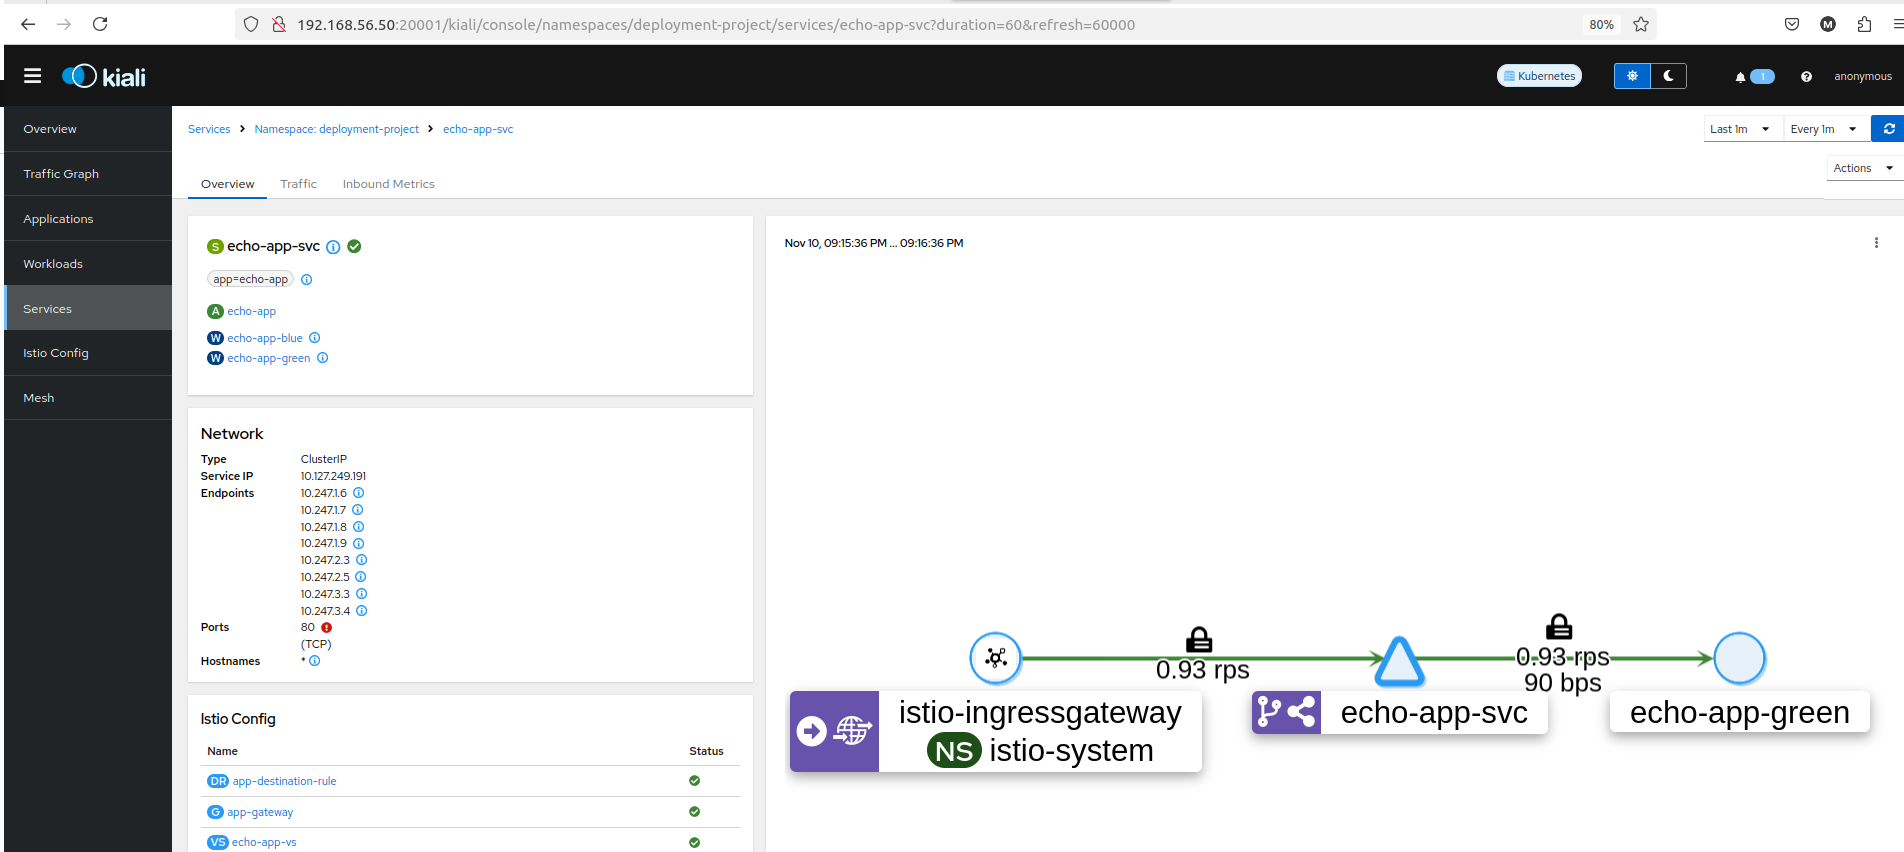 192.168.56.50:20001/kiali/console/namespaces/deployment-project/services/echo-app-svc?duration=60&refresh=60000
80%
M
kiali
Kubernetes
1
anonymous
Overview
Traffic Graph
Applications
Workloads
Services
Istio Config
Mesh
Services > Namespace: deployment-project > echo-app-svc
Last 1m
Every 1m
Actions
Overview Traffic Inbound Metrics
S echo-app-svc
app=echo-app
A echo-app
W echo-app-blue
W echo-app-green
Network
Type ClusterIP
Service IP 10.127.249.191
Endpoints 10.247.1.6
10.247.1.7
10.247.1.8
10.247.1.9
10.247.2.3
10.247.2.5
10.247.3.3
10.247.3.4
Ports 80
(TCP)
Hostnames *
Istio Config
Name Status
DR app-destination-rule
G app-gateway
VS echo-app-vs
Nov 10, 09:15:36 PM ... 09:16:36 PM
0.93 rps
0.93 rps
90 bps
istio-ingressgateway
NS istio-system
echo-app-svc
echo-app-green